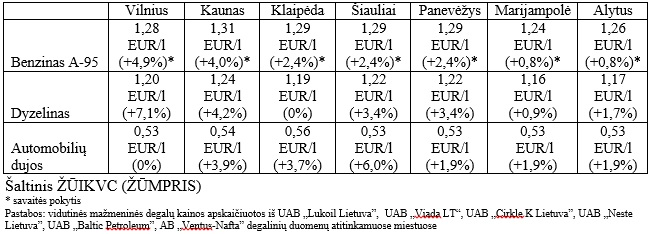 Vilnius Kaunas Klaipėda Šiauliai Panevėžys Marijampolė Alytus
1,28 1,31 1,29 1,29 1,29 1,24 1,26
EUR/l EUR/l EUR/l EUR/l EUR/l EUR/l EUR/l
Benzinas A-95 (+4,9%)* (+4,0%)* (+2,4%)* (+2,4%)* (+2,4%)* (+0,8%)* (+0,8%)*
1,20 1,24 1,19 1,22 1,22 1,16 1,17
EUR/l EUR/l EUR/l EUR/l EUR/l EUR/l EUR/l
Dyzelinas (+7,1%) (+4,2%) (0%) (+3,4%) (+3,4%) (+0,9%) (+1,7%)
0,53 0,54 0,56 0,53 0,53 0,53 0,53
Automobilių EUR/l EUR/l EUR/l EUR/l EUR/l EUR/l EUR/l
dujos (0%) (+3,9%) (+3,7%) (+6,0%) (+1,9%) (+1,9%) (+1,9%)
Šaltinis ŽŪIKVC (ŽŪMPRIS)
* savaitės pokytis
Pastabos: vidutinės mažmeninės degalų kainos apskaičiuotos iš UAB „Lukoil Lietuva”, UAB „Viada LT“, UAB „Cirkle K Lietuva”, UAB „Neste
Lietuva”, UAB „Baltic Petroleum”, AB „Ventus-Nafta” degalinių duomenų atitinkamuose miestuose